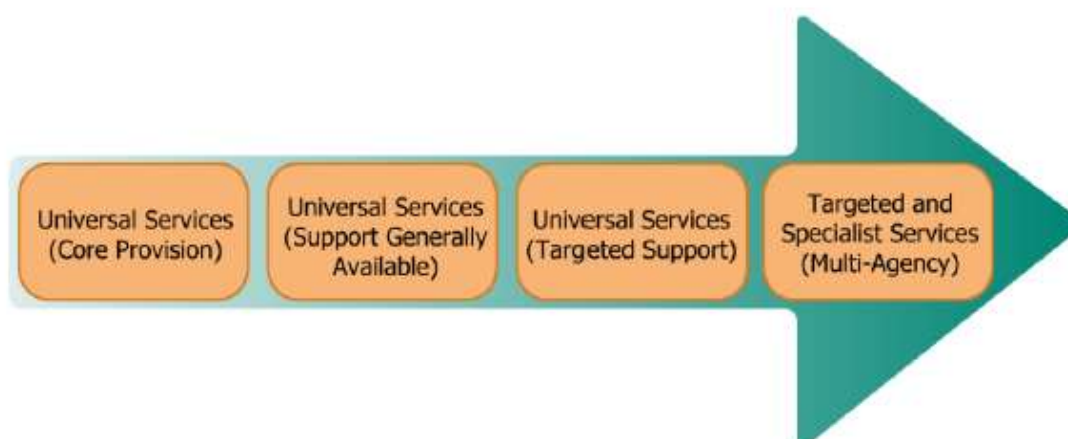 Universal Services
(Core Provision)
Universal Services
(Support Generally
Available)
Universal Services
(Targeted Support)
Targeted and
Specialist Services
(Multi-Agency)